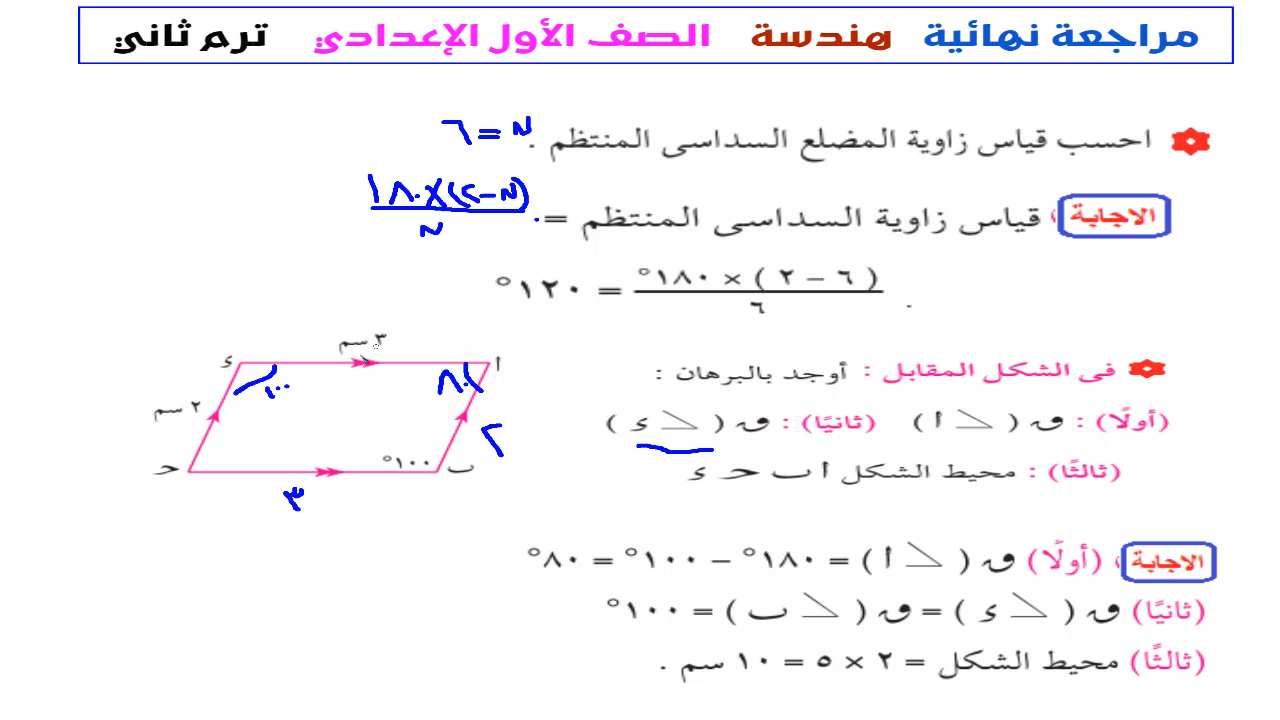 مراجعة نهائية هندسة الصف الأول الإعدادي ترم ثاني
احسب قياس زاوية المضلع السداسى المنتظم .
ن = ٦
الاجابة
قياس زاوية السداسى المنتظم =
(ن - ٢) × ١٨٠
ن
(٦ – ٢) × ١٨٠° = ١٢٠°
٦
فى الشكل المقابل : أوجد بالبرهان :
(أولًا) : ق (ا) (ثانيًا) : ق (ء)
(ثالثًا) : محيط الشكل ا ب حـ ء
٣ سم
ء
ا
٨٠
١٠٠
٢ سم
٢
١٠٠°
حـ
ب
٣
الاجابة
(أولًا) ق (ا) = ١٨٠° – ١٠٠° = ٨٠°
(ثانيًا) ق (ء) = ق (ب) = ١٠٠°
(ثالثًا) محيط الشكل = ٢ × ٥ = ١٠ سم .